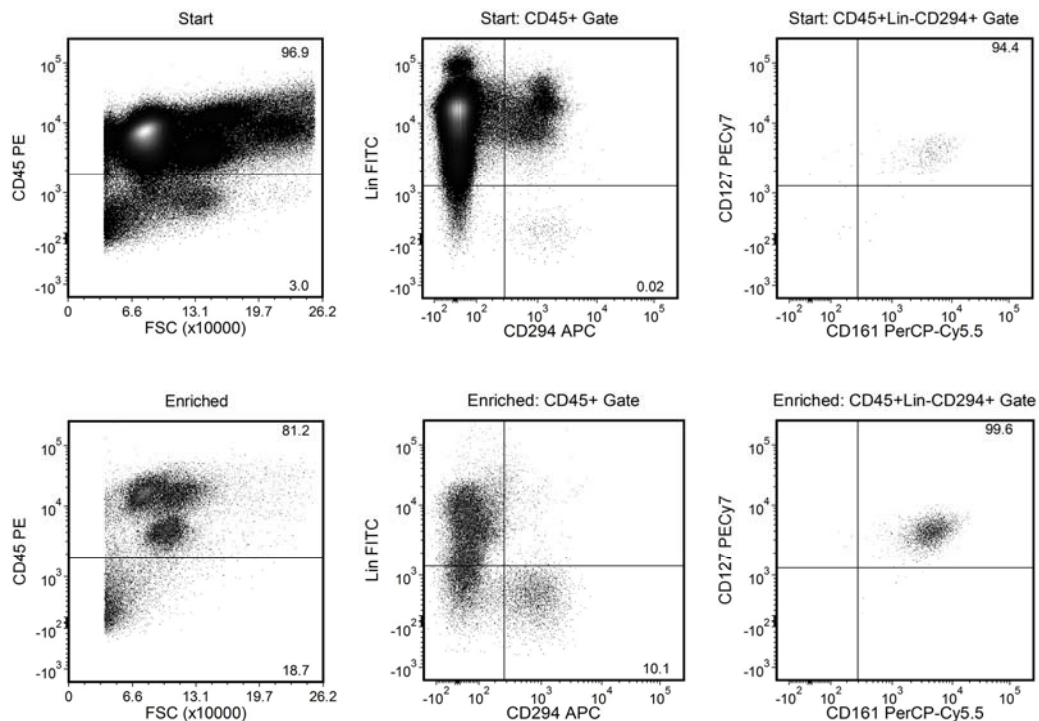 Start
96.9
CD45 PE
10^5
10^4
10^3
-10^2
-10^3
3.0
0 6.6 13.1 19.7 26.2
FSC (x10000)
Start: CD45+ Gate
Lin FITC
10^5
10^4
10^3
-10^2
-10^3
0.02
-10^2 10^2 10^3 10^4 10^5
CD294 APC
Start: CD45+Lin-CD294+ Gate
94.4
CD127 PECy7
10^5
10^4
10^3
-10^2
-10^3
-10^2 10^2 10^3 10^4 10^5
CD161 PerCP-Cy5.5
Enriched
81.2
CD45 PE
10^5
10^4
10^3
-10^2
-10^3
18.7
0 6.6 13.1 19.7 26.2
FSC (x10000)
Enriched: CD45+ Gate
Lin FITC
10^5
10^4
10^3
-10^2
-10^3
10.1
-10^2 10^2 10^3 10^4 10^5
CD294 APC
Enriched: CD45+Lin-CD294+ Gate
99.6
CD127 PECy7
10^5
10^4
10^3
-10^2
-10^3
-10^2 10^2 10^3 10^4 10^5
CD161 PerCP-Cy5.5